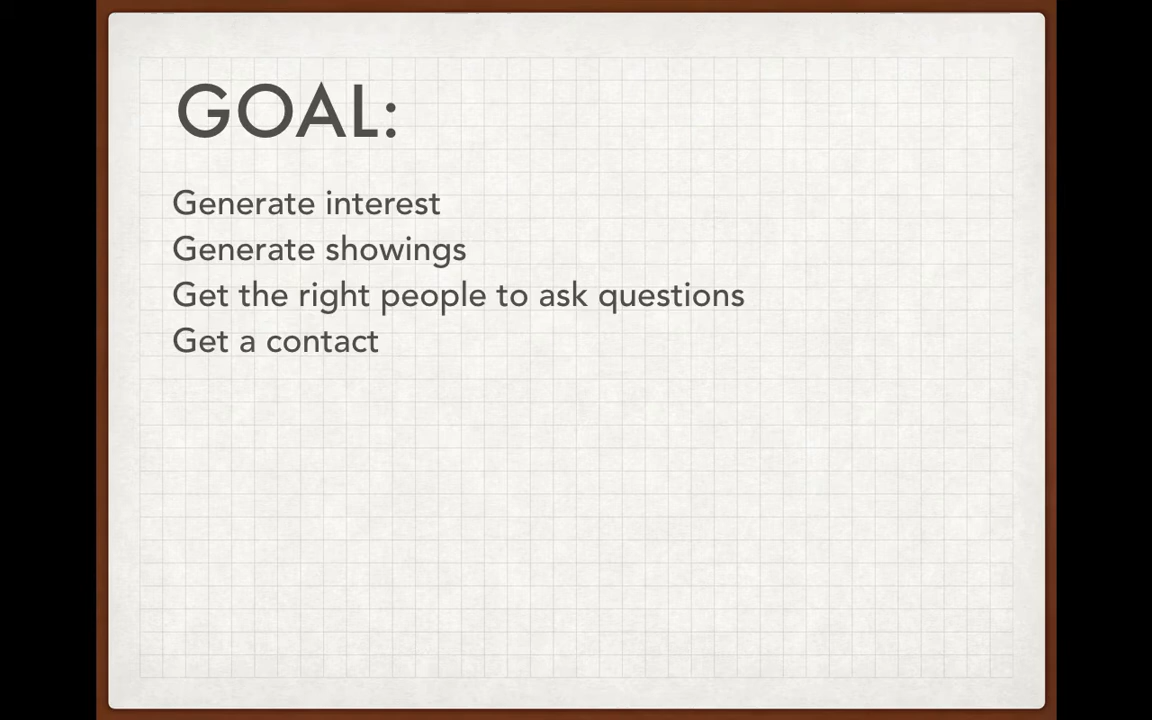 GOAL:
Generate interest
Generate showings
Get the right people to ask questions
Get a contact